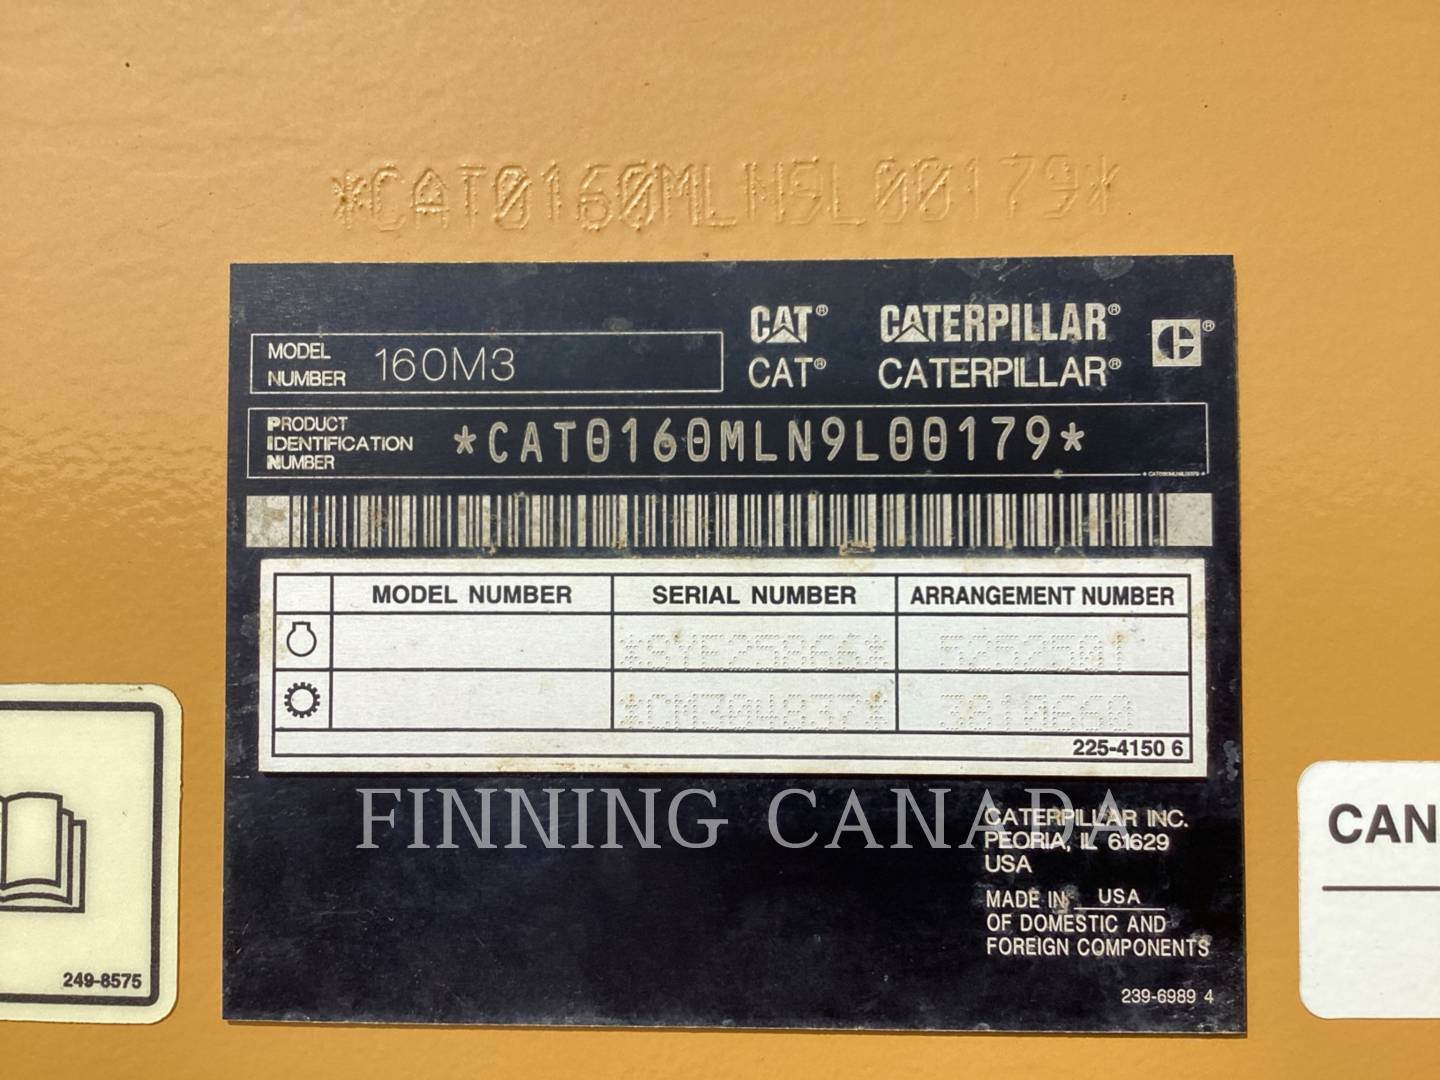 *CAT0160MLN9L00179*
CAT® CATERPILLAR®
MODEL NUMBER 160M3
CAT® CATERPILLAR®
PRODUCT IDENTIFICATION NUMBER *CAT0160MLN9L00179*
MODEL NUMBER SERIAL NUMBER ARRANGEMENT NUMBER
225-4150 6
FINNING CANADA
CATERPILLAR INC.
PEORIA, IL 61629
USA
MADE IN USA
OF DOMESTIC AND
FOREIGN COMPONENTS
239-6989 4
249-8575
CAN